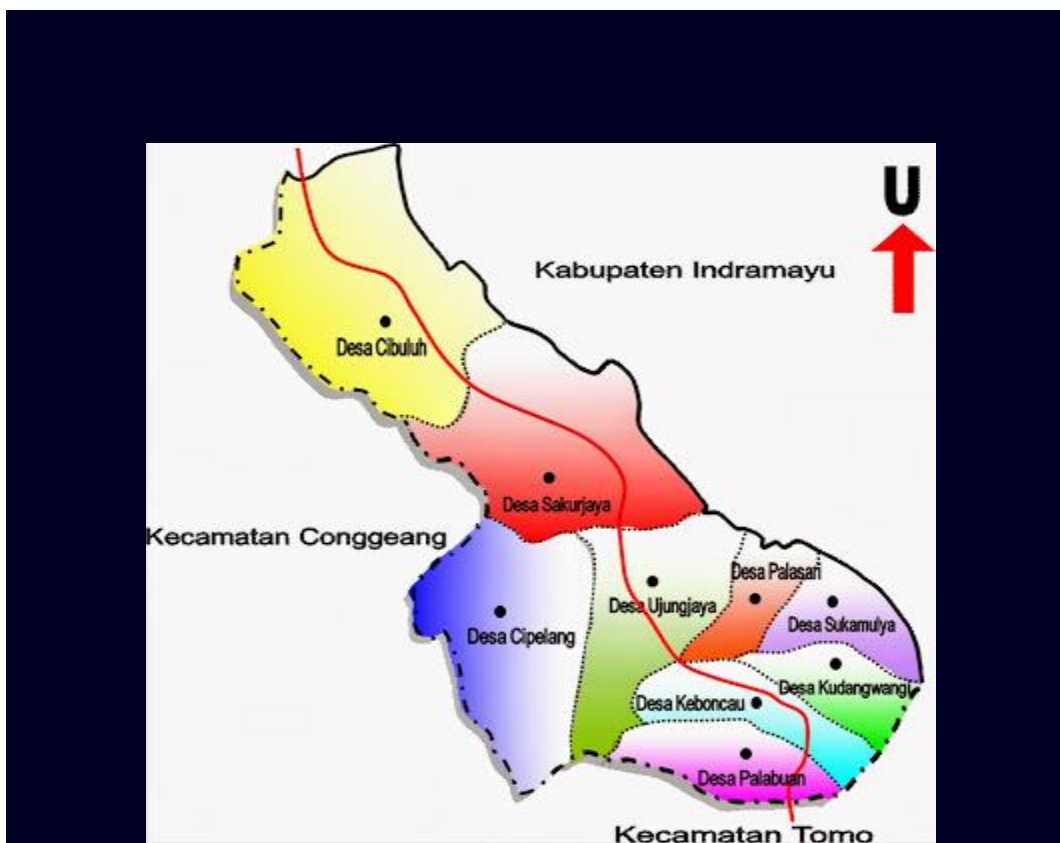 U
Kabupaten Indramayu
Desa Cibuluh
Desa Sakurjaya
Kecamatan Conggeang
Desa Palasari
Desa Ujungjaya
Desa Sukamulya
Desa Cipelang
Desa Kudangwangi
Desa Keboncau
Desa Palabuan
Kecamatan Tomo